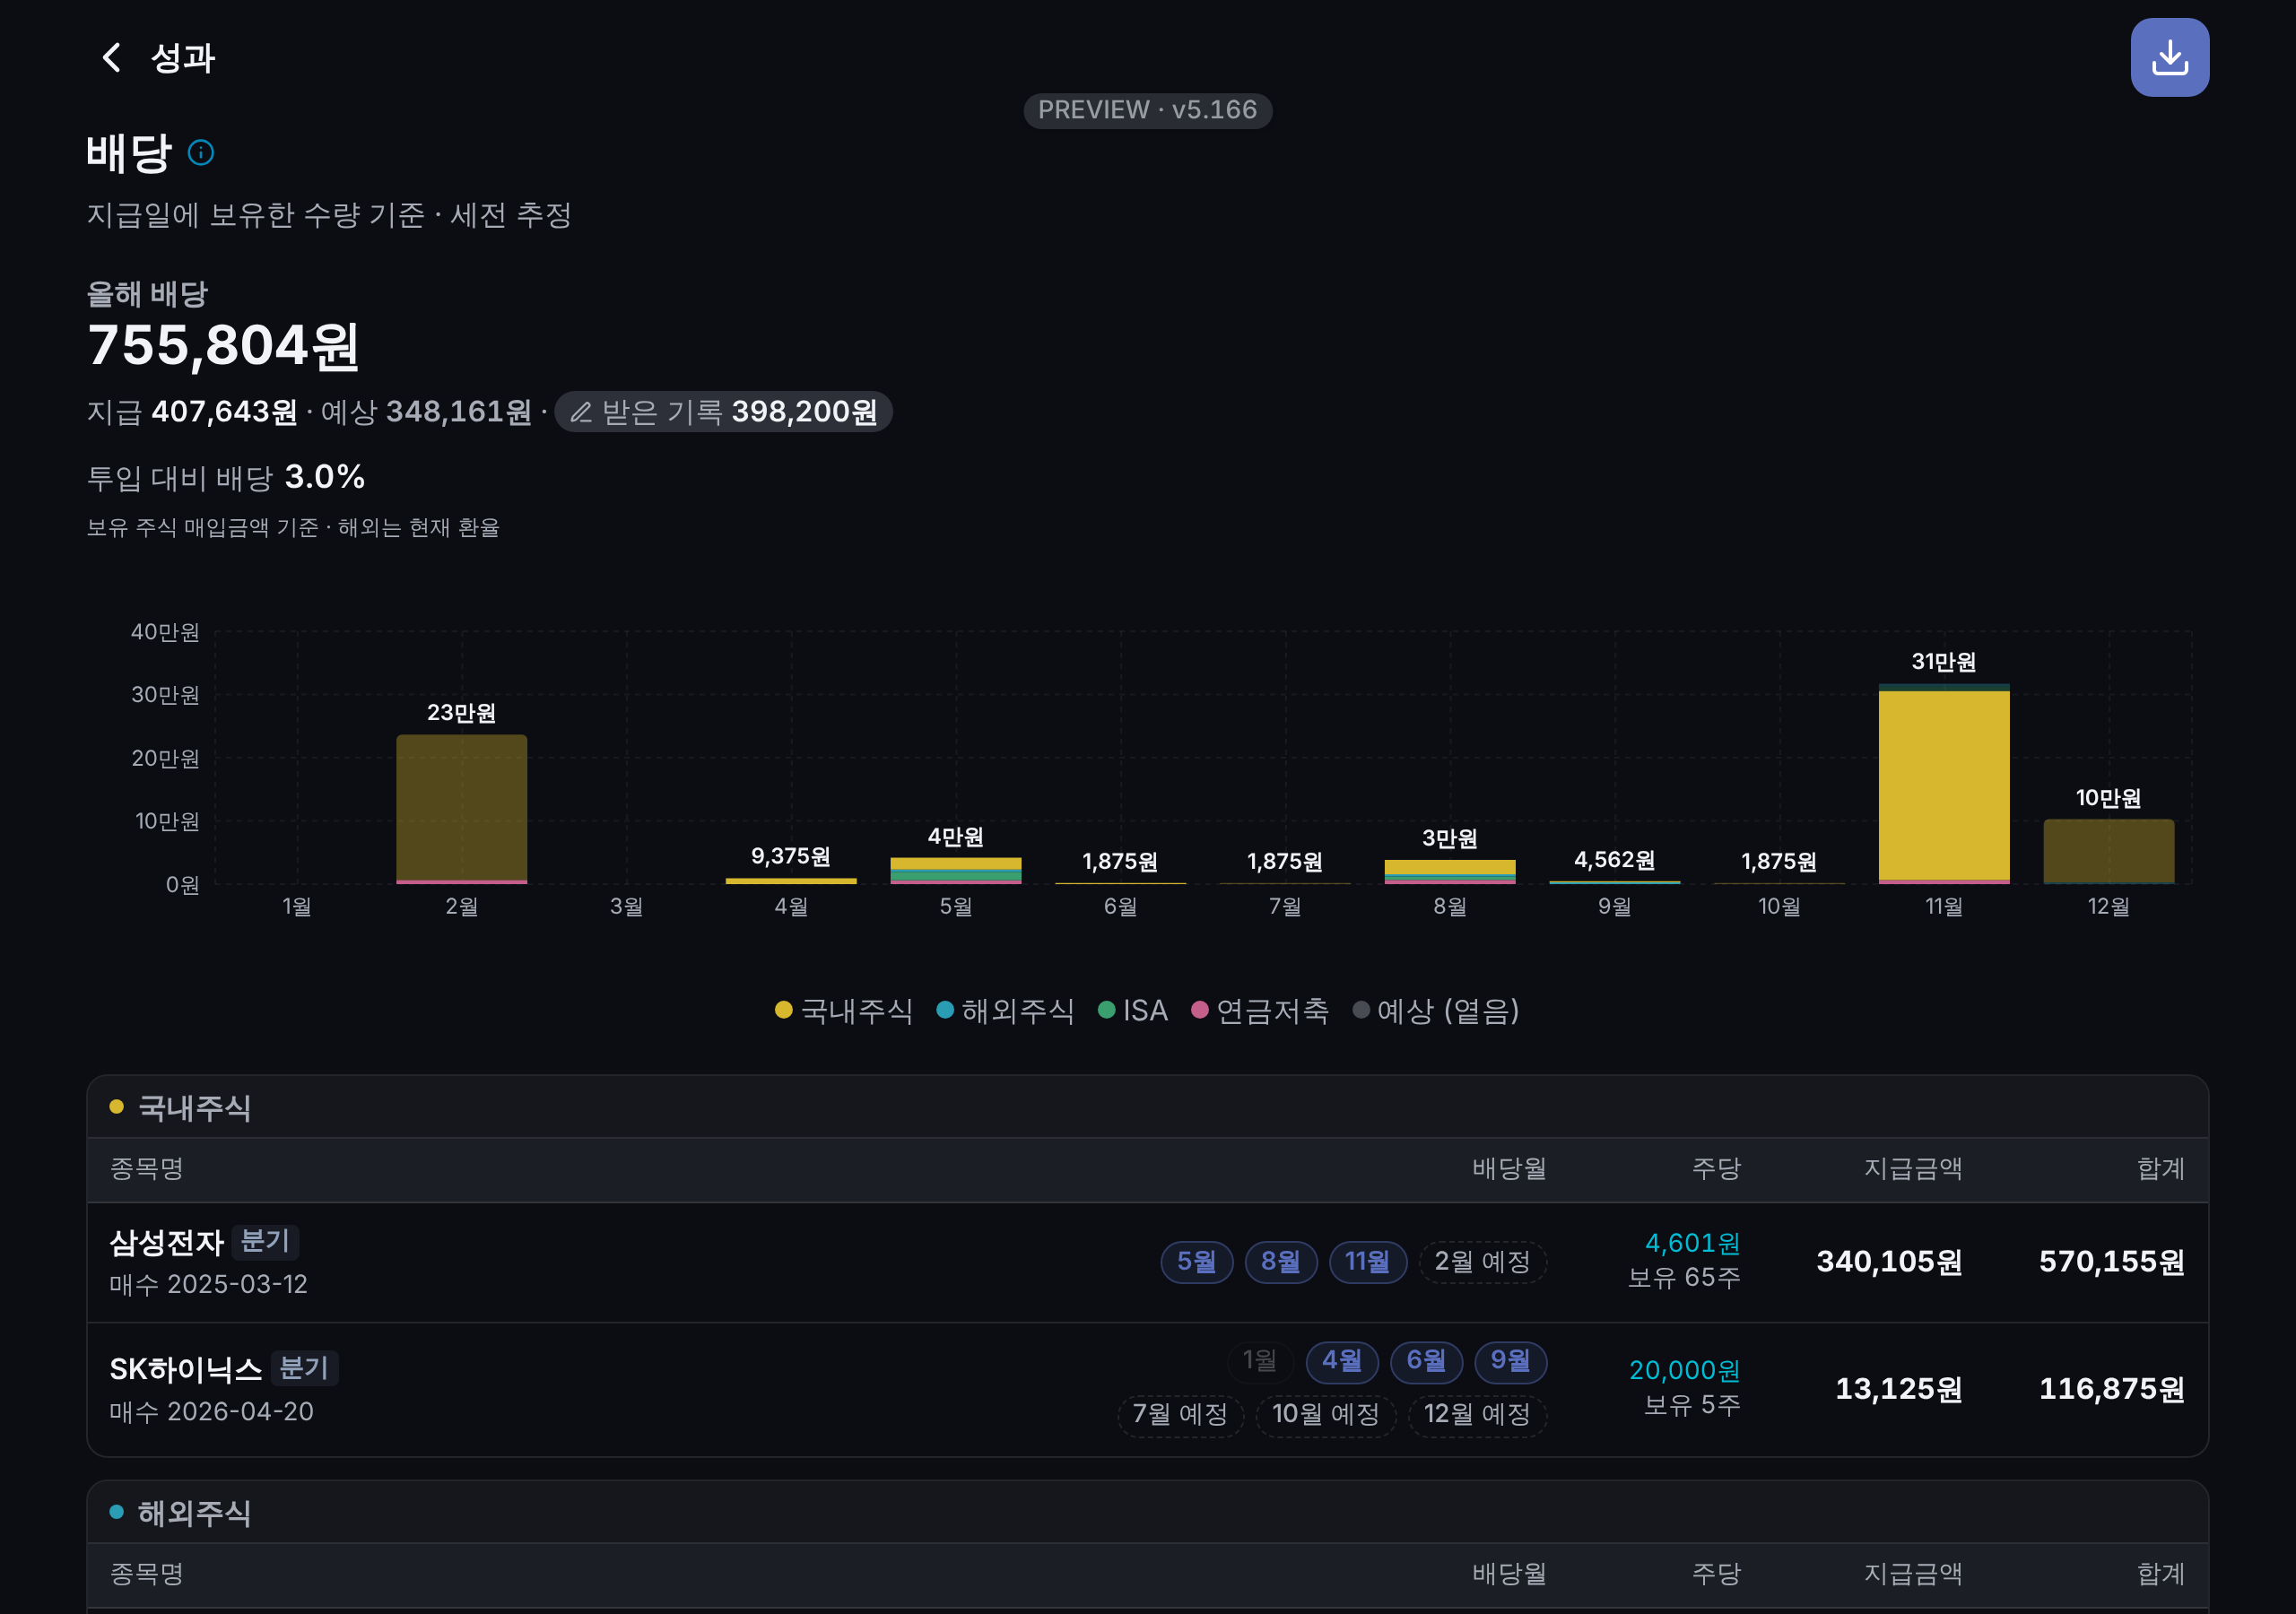 성과
PREVIEW · v5.166
배당
지급일에 보유한 수량 기준 · 세전 추정
올해 배당
755,804원
지급 407,643원 · 예상 348,161원 · 받은 기록 398,200원
투입 대비 배당 3.0%
보유 주식 매입금액 기준 · 해외는 현재 환율
40만원
30만원
20만원
10만원
0원
23만원
9,375원
4만원
1,875원
1,875원
3만원
4,562원
1,875원
31만원
10만원
1월 2월 3월 4월 5월 6월 7월 8월 9월 10월 11월 12월
국내주식 해외주식 ISA 연금저축 예상 (옅음)
국내주식
종목명 배당월 주당 지급금액 합계
삼성전자 분기
매수 2025-03-12
5월 8월 11월 2월 예정
4,601원
보유 65주
340,105원
570,155원
SK하이닉스 분기
매수 2026-04-20
1월 4월 6월 9월
7월 예정 10월 예정 12월 예정
20,000원
보유 5주
13,125원
116,875원
해외주식
종목명 배당월 주당 지급금액 합계